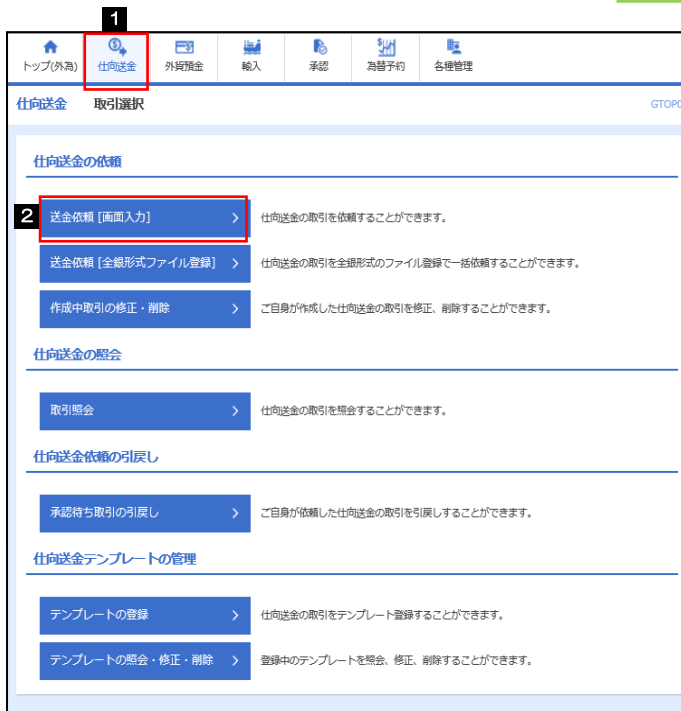 1
トップ(外為) 仕向送金 外貨預金 輸入 承認 為替予約 各種管理
仕向送金 取引選択 GTOP0
仕向送金の依頼
2 送金依頼 [画面入力] 仕向送金の取引を依頼することができます。
送金依頼 [全銀形式ファイル登録] 仕向送金の取引を全銀形式のファイル登録で一括依頼することができます。
作成中取引の修正・削除 ご自身が作成した仕向送金の取引を修正、削除することができます。
仕向送金の照会
取引照会 仕向送金の取引を照会することができます。
仕向送金依頼の引戻し
承認待ち取引の引戻し ご自身が依頼した仕向送金の取引を引戻しすることができます。
仕向送金テンプレートの管理
テンプレートの登録 仕向送金の取引をテンプレート登録することができます。
テンプレートの照会・修正・削除 登録中のテンプレートを照会、修正、削除することができます。